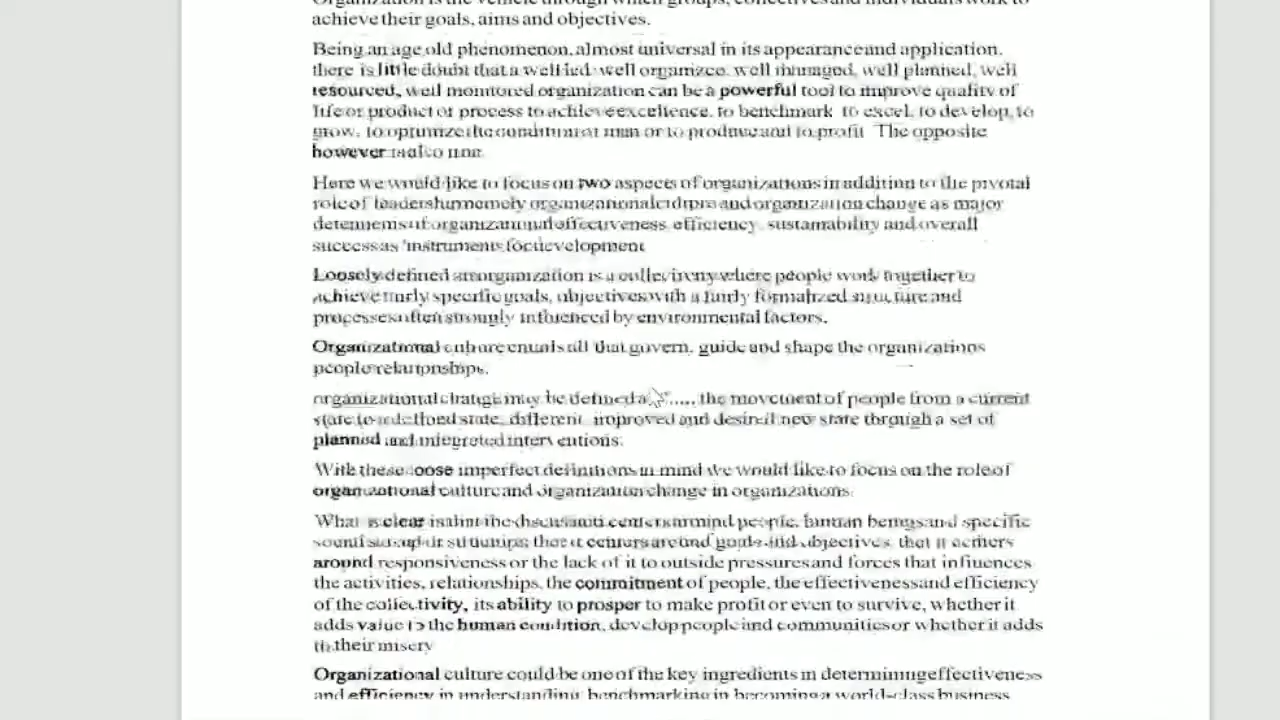 Organization is the vehicle through which groups, collectives and individuals work to
achieve their goals, aims and objectives.
Being an age old phenomenon, almost universal in its appearance and application,
there is little doubt that a well led, well organized, well managed, well planned, well
resourced, well monitored organization can be a powerful tool to improve quality of
life or product or process to achieve excellence, to benchmark to excel, to develop, to
grow, to optimize the condition of man or to produce and to profit The opposite
however is also true.
Here we would like to focus on two aspects of organizations in addition to the pivotal
role of leadership namely organizational culture and organization change as major
of organizational effectiveness efficiency, sustainability and overall
success as 'instruments for development
Loosely defined an organization is a where people work together to
achieve fairly specific goals, objectives with a fairly formalized structure and
processes often strongly influenced by environmental factors.
Organizational culture entails all that govern, guide and shape the organizations
people relationships.
organizational change may be defined as "..... the movement of people from a current
state to a defined state, different, improved and desired new state through a set of
planned and integrated interventions.
With these loose imperfect definitions in mind we would like to focus on the role of
organizational culture and organization change in organizations.
What is clear is that the discussion centers around people, human beings and specific
around goals and objectives, that it centers
around responsiveness or the lack of it to outside pressures and forces that influences
the activities, relationships, the commitment of people, the effectiveness and efficiency
of the collectivity, its ability to prosper to make profit or even to survive, whether it
adds value to the human condition, develop people and communities or whether it adds
to their misery
Organizational culture could be one of the key ingredients in determining effectiveness
and efficiency in understanding, benchmarking in becoming a world-class business